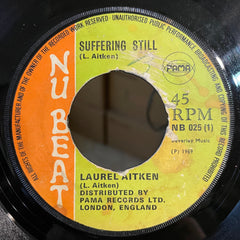 ALL RIGHTS OF THE MANUFACTURER AND OF THE OWNER OF THE RECORDED WORK RESERVED · UNAUTHORISED PUBLIC PERFORMANCE, BROADCASTING AND COPYING OF THIS RECORD PROHIBITED
SUFFERING STILL
(L. Aitken)
PAMA
NU BEAT
45
RPM
NB 025 (1)
(P) 1969
LAUREL AITKEN
(L. Aitken)
DISTRIBUTED BY
PAMA RECORDS LTD.
LONDON, ENGLAND